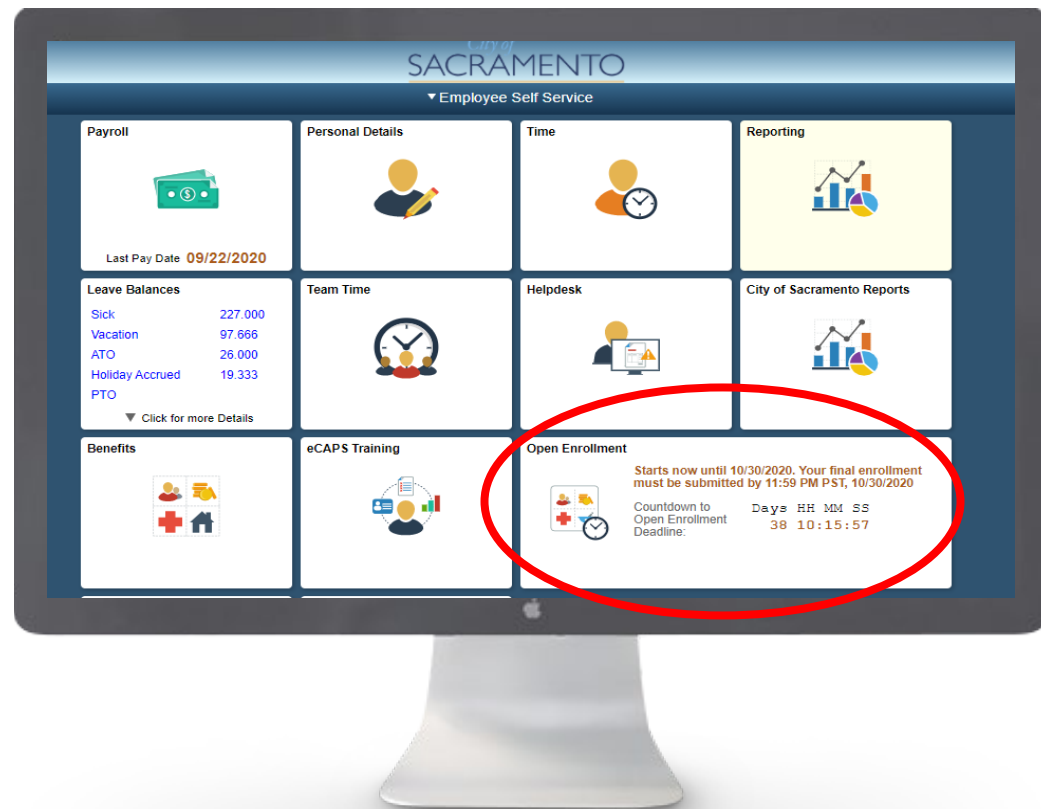 City of
SACRAMENTO
Employee Self Service
Payroll
Last Pay Date 09/22/2020
Personal Details
Time
Reporting
Leave Balances
Sick 227.000
Vacation 97.666
ATO 26.000
Holiday Accrued 19.333
PTO
Click for more Details
Team Time
Helpdesk
City of Sacramento Reports
Benefits
eCAPS Training
Open Enrollment
Starts now until 10/30/2020. Your final enrollment
must be submitted by 11:59 PM PST, 10/30/2020
Countdown to
Open Enrollment
Deadline:
Days HH MM SS
38 10:15:57